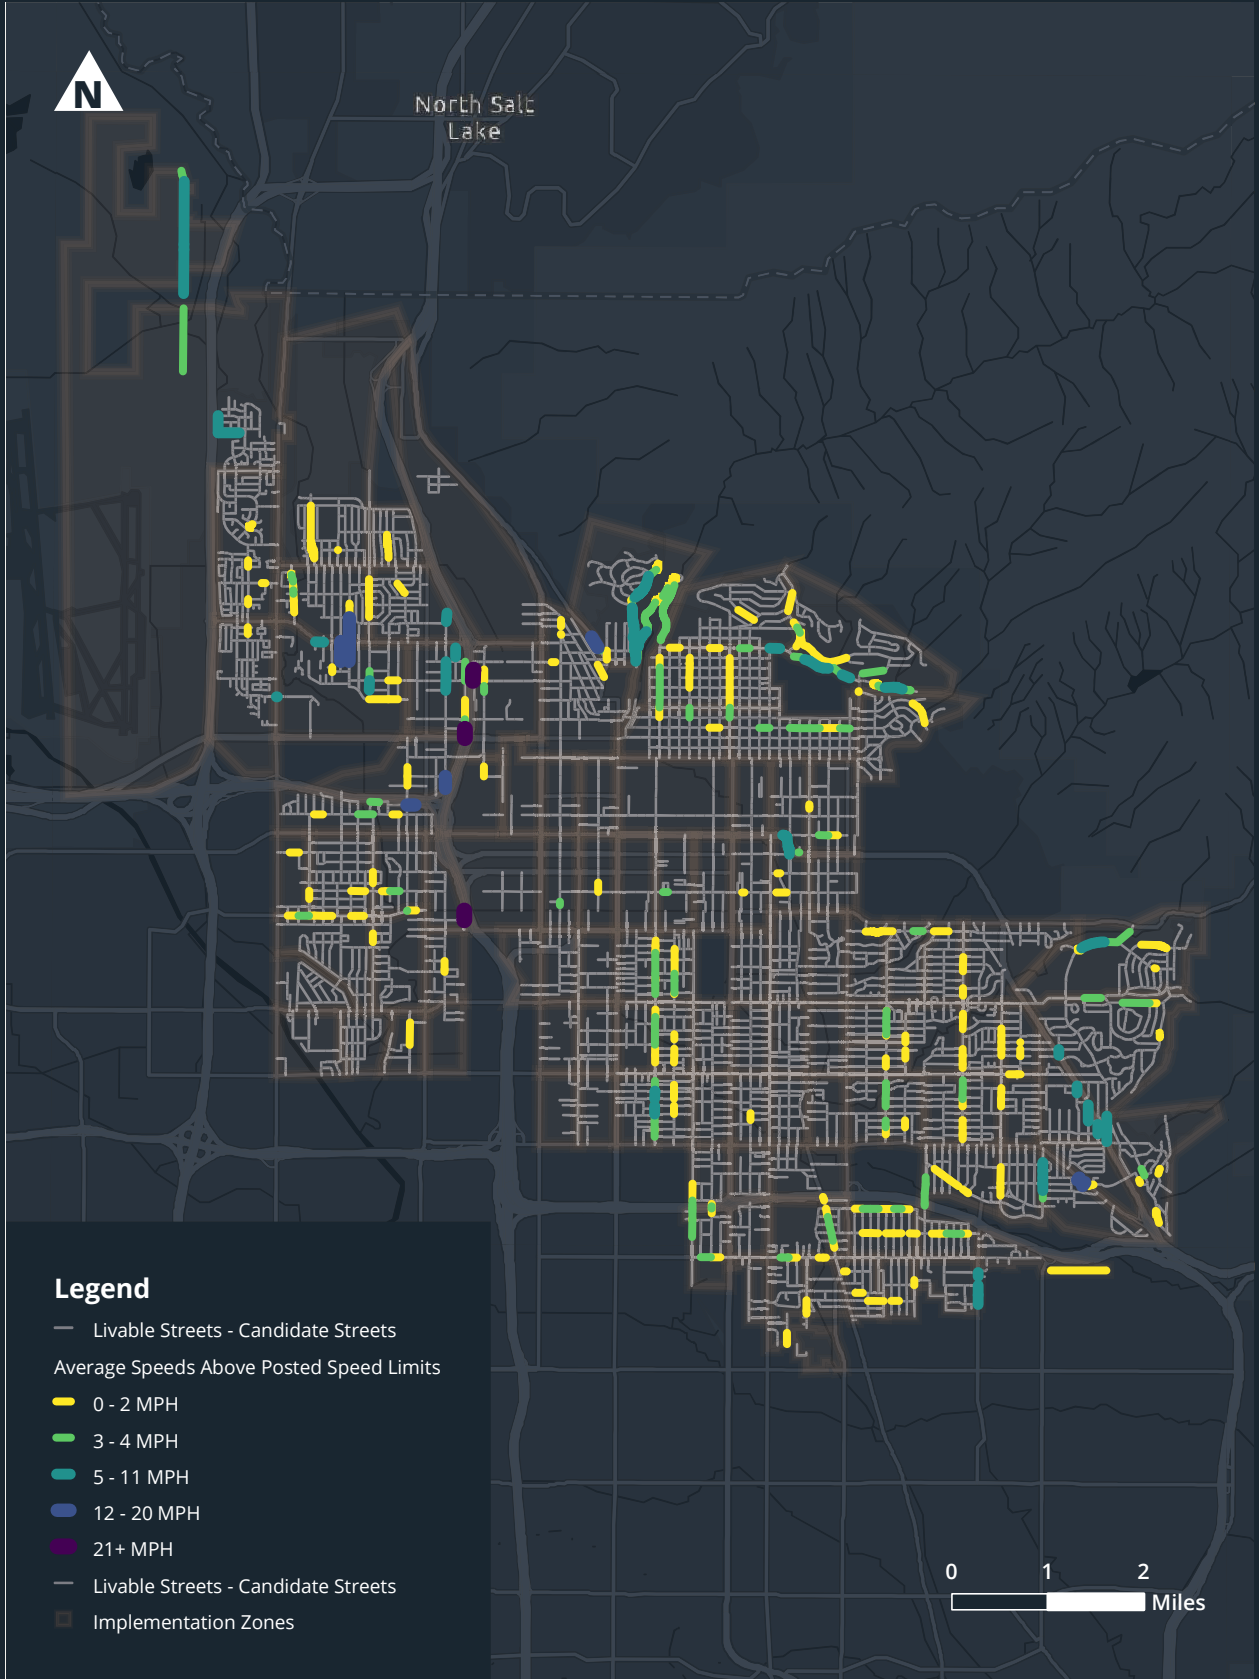 N
North Salt
Lake
Legend
Livable Streets - Candidate Streets
Average Speeds Above Posted Speed Limits
0 - 2 MPH
3 - 4 MPH
5 - 11 MPH
12 - 20 MPH
21+ MPH
Livable Streets - Candidate Streets
Implementation Zones
0 1 2
Miles